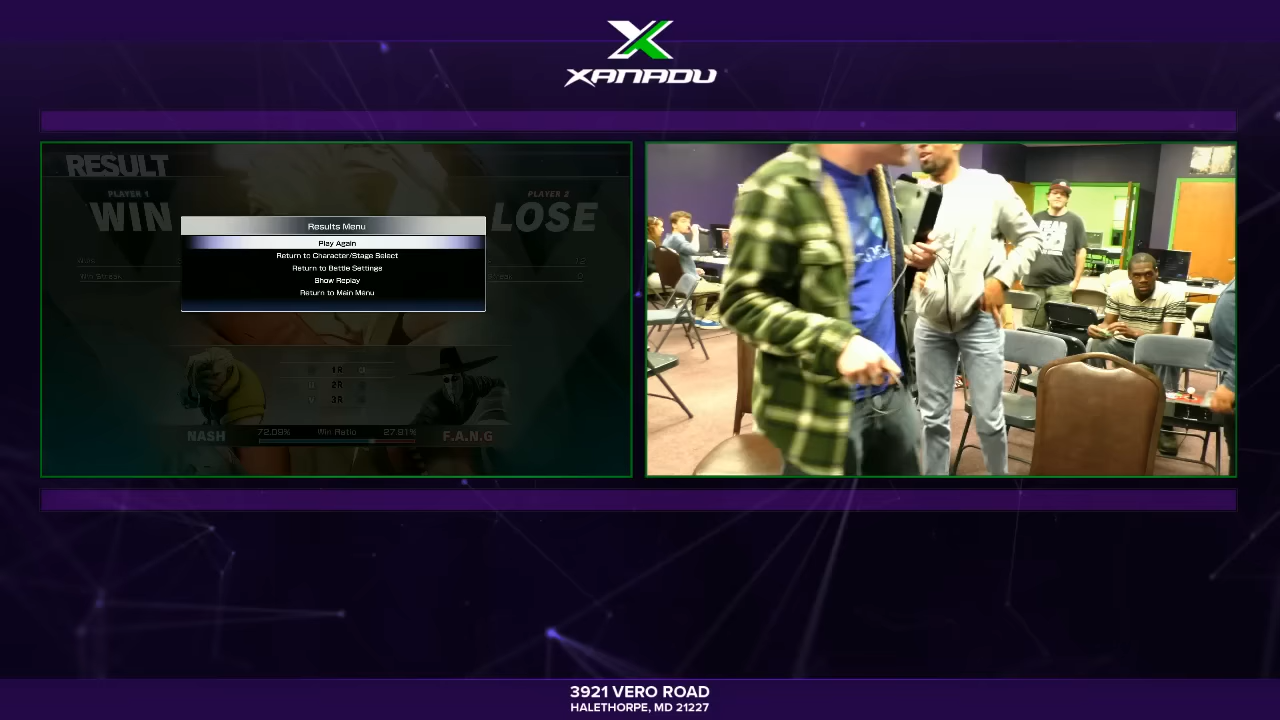 XANADU
RESULT
PLAYER 1
PLAYER 2
WIN
LOSE
Results Menu
Play Again
Return to Character/Stage Select
Return to Battle Settings
Show Replay
Return to Main Menu
1R
2R
3R
NASH
72.09%
Win Ratio
27.91%
F.A.N.G
3921 VERO ROAD
HALETHORPE, MD 21227